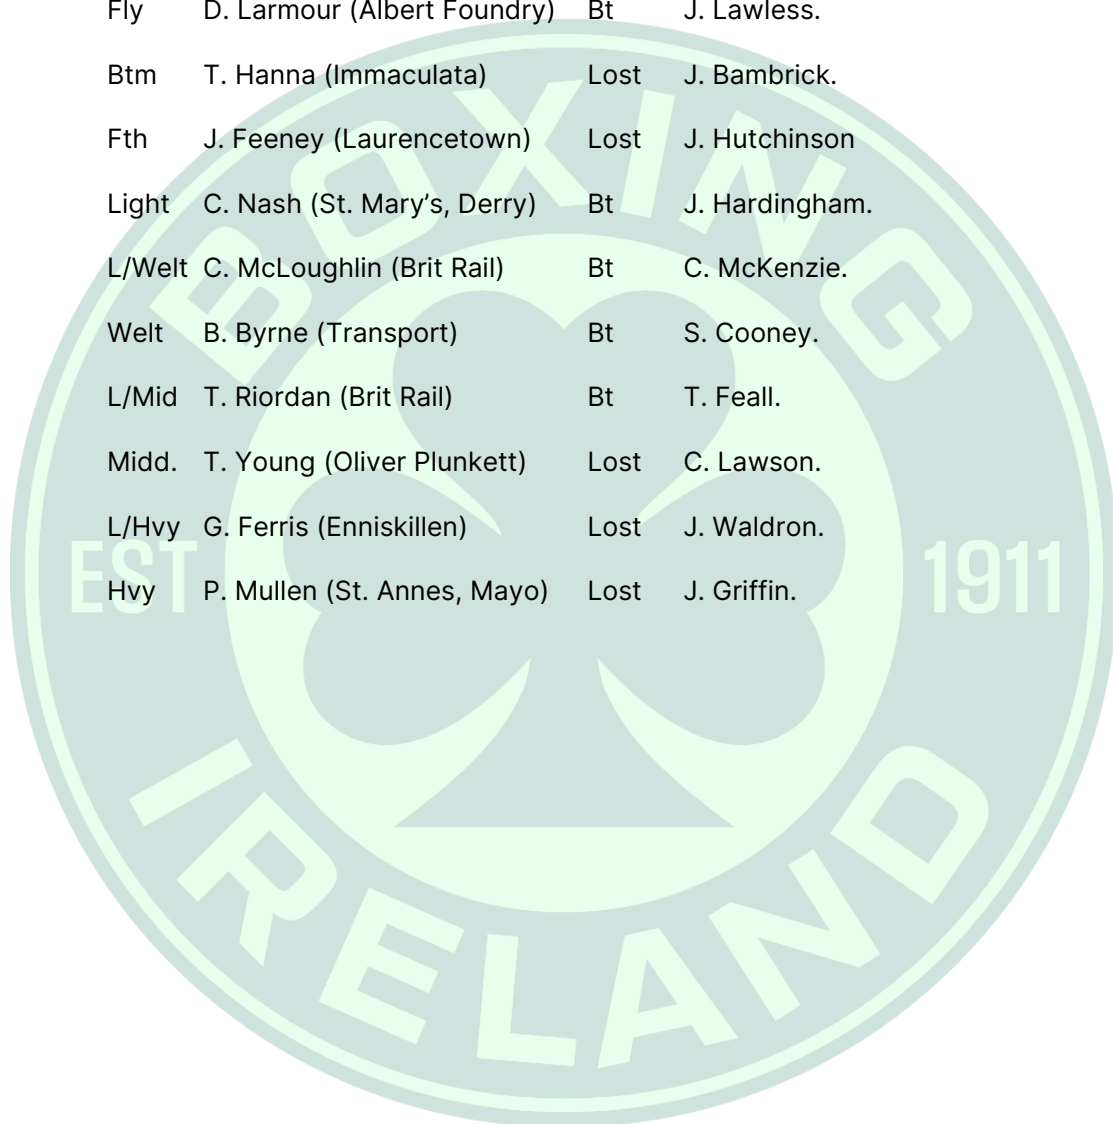 Fly D. Larmour (Albert Foundry) Bt J. Lawless.
Btm T. Hanna (Immaculata) Lost J. Bambrick.
Fth J. Feeney (Laurencetown) Lost J. Hutchinson
Light C. Nash (St. Mary’s, Derry) Bt J. Hardingham.
L/Welt C. McLoughlin (Brit Rail) Bt C. McKenzie.
Welt B. Byrne (Transport) Bt S. Cooney.
L/Mid T. Riordan (Brit Rail) Bt T. Feall.
Midd. T. Young (Oliver Plunkett) Lost C. Lawson.
L/Hvy G. Ferris (Enniskillen) Lost J. Waldron.
Hvy P. Mullen (St. Annes, Mayo) Lost J. Griffin.
BOXING
EST 1911
IRELAND